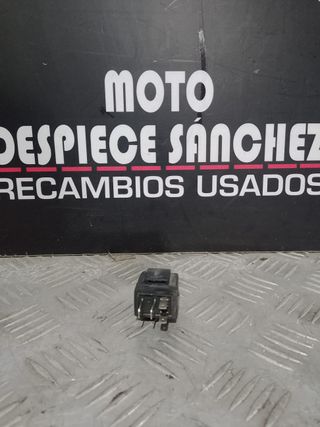 MOTO
DESPIECE SÁNCHEZ
RECAMBIOS USADOS